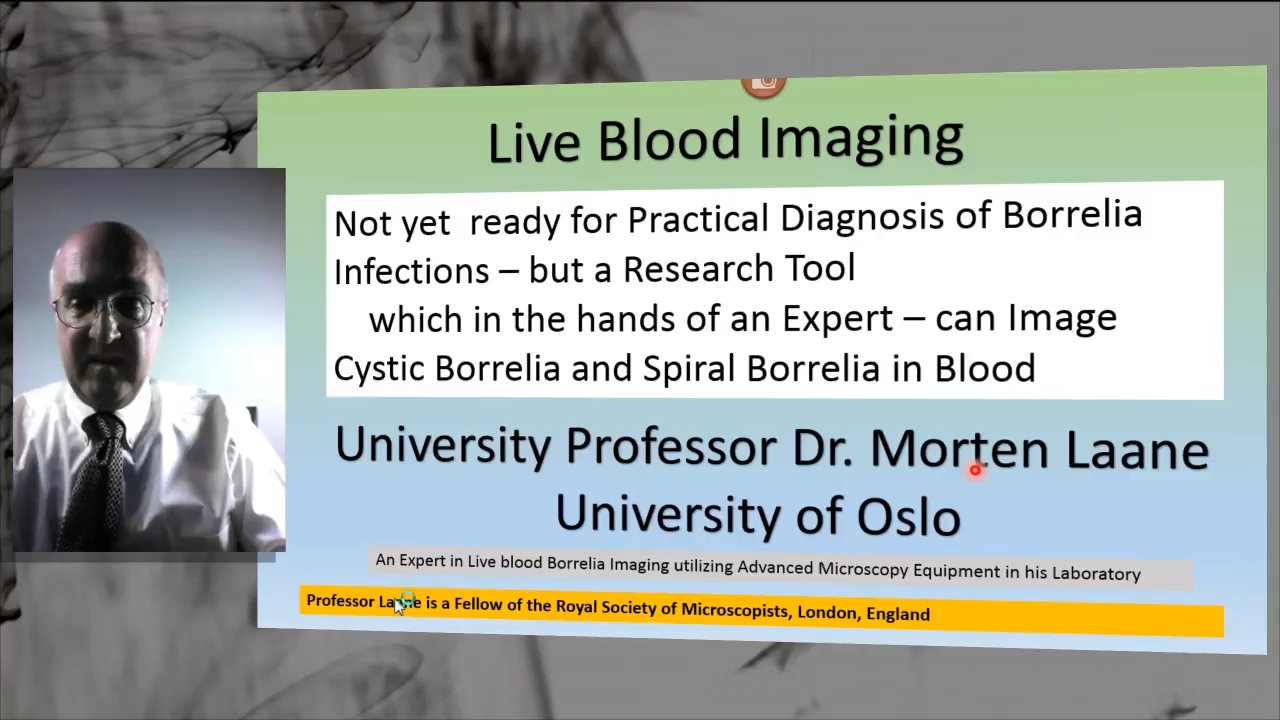 Live Blood Imaging
Not yet ready for Practical Diagnosis of Borrelia
Infections – but a Research Tool
which in the hands of an Expert – can Image
Cystic Borrelia and Spiral Borrelia in Blood
University Professor Dr. Morten Laane
University of Oslo
An Expert in Live blood Borrelia Imaging utilizing Advanced Microscopy Equipment in his Laboratory
Professor Laane is a Fellow of the Royal Society of Microscopists, London, England